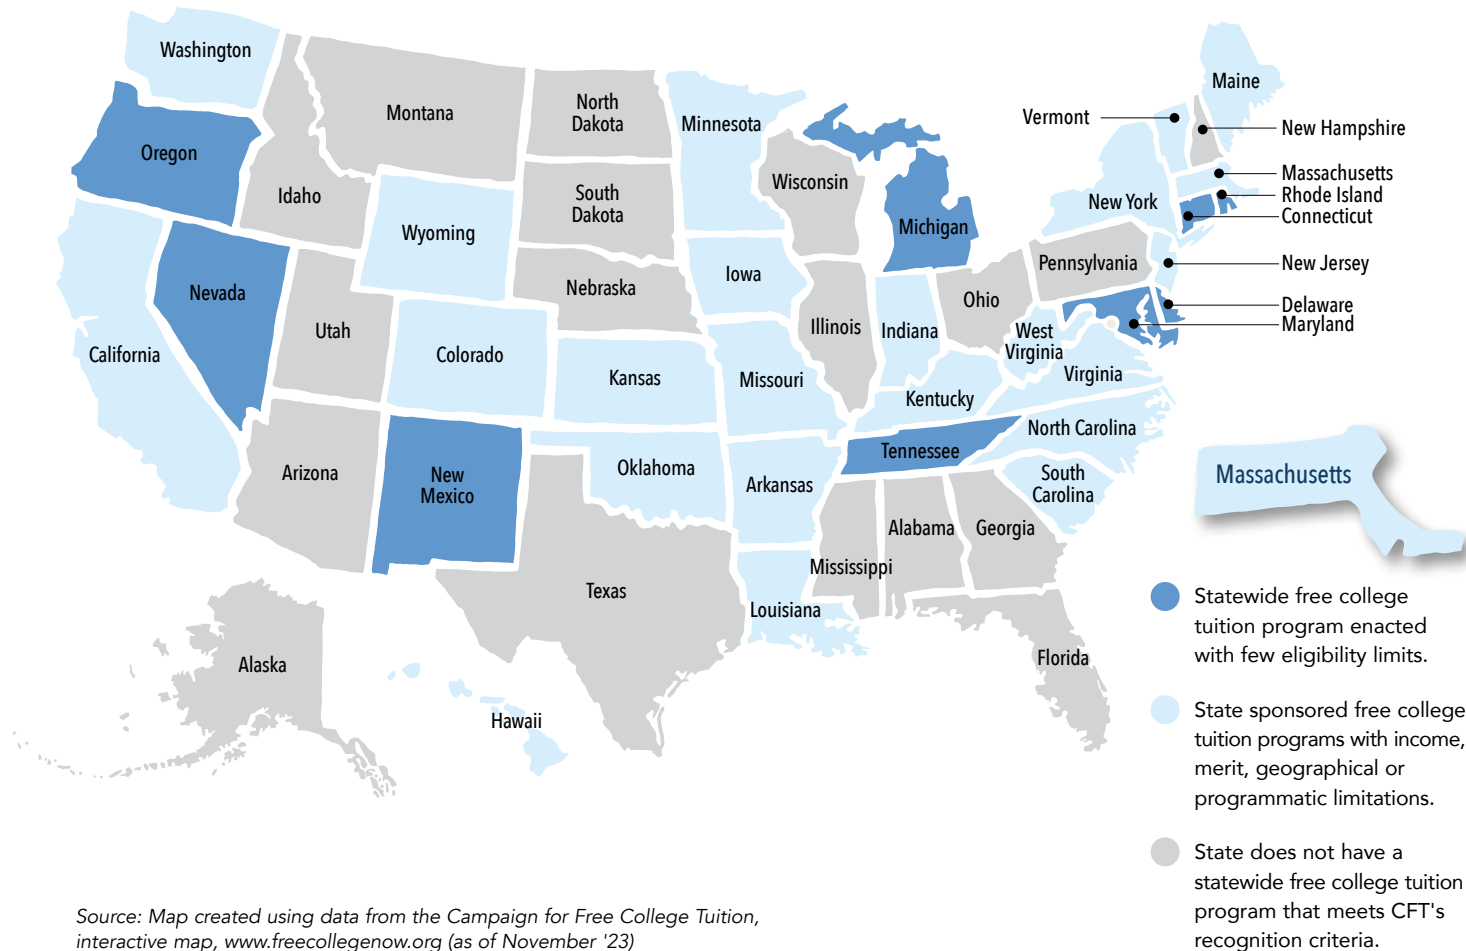 Washington
Montana
North
Dakota
Minnesota
Maine
Vermont
New Hampshire
Oregon
Idaho
South
Dakota
Wisconsin
Massachusetts
Rhode Island
Connecticut
New York
Wyoming
Michigan
Iowa
Pennsylvania
New Jersey
Nevada
Nebraska
Ohio
Delaware
Maryland
Utah
Illinois
Indiana
West
Virginia
California
Colorado
Kansas
Missouri
Virginia
Kentucky
North Carolina
Tennessee
Arizona
New
Mexico
Oklahoma
Arkansas
South
Carolina
Massachusetts
Alabama
Georgia
Mississippi
Texas
Louisiana
Alaska
Florida
Hawaii
Statewide free college
tuition program enacted
with few eligibility limits.
State sponsored free college
tuition programs with income,
merit, geographical or
programmatic limitations.
State does not have a
statewide free college tuition
program that meets CFT's
recognition criteria.
Source: Map created using data from the Campaign for Free College Tuition,
interactive map, www.freecollegenow.org (as of November '23)